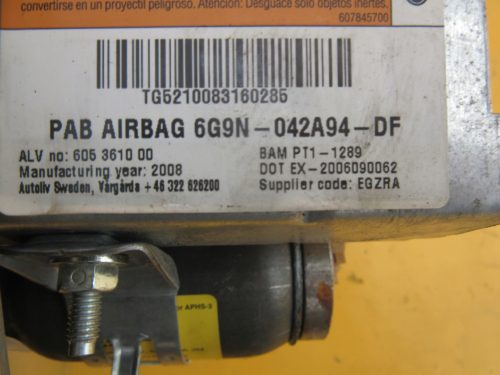 convertirse en un proyectil peligroso. Atención: Desguace solo objetos inertes.
607845700
TG5210083160285
PAB AIRBAG 6G9N-042A94-DF
ALV no: 605 3610 00
BAM PT1-1289
Manufacturing year: 2008
DOT EX-2006090062
Autoliv Sweden, Vårgårda +46 322 626200
Supplier code: EGZRA
APHS-3